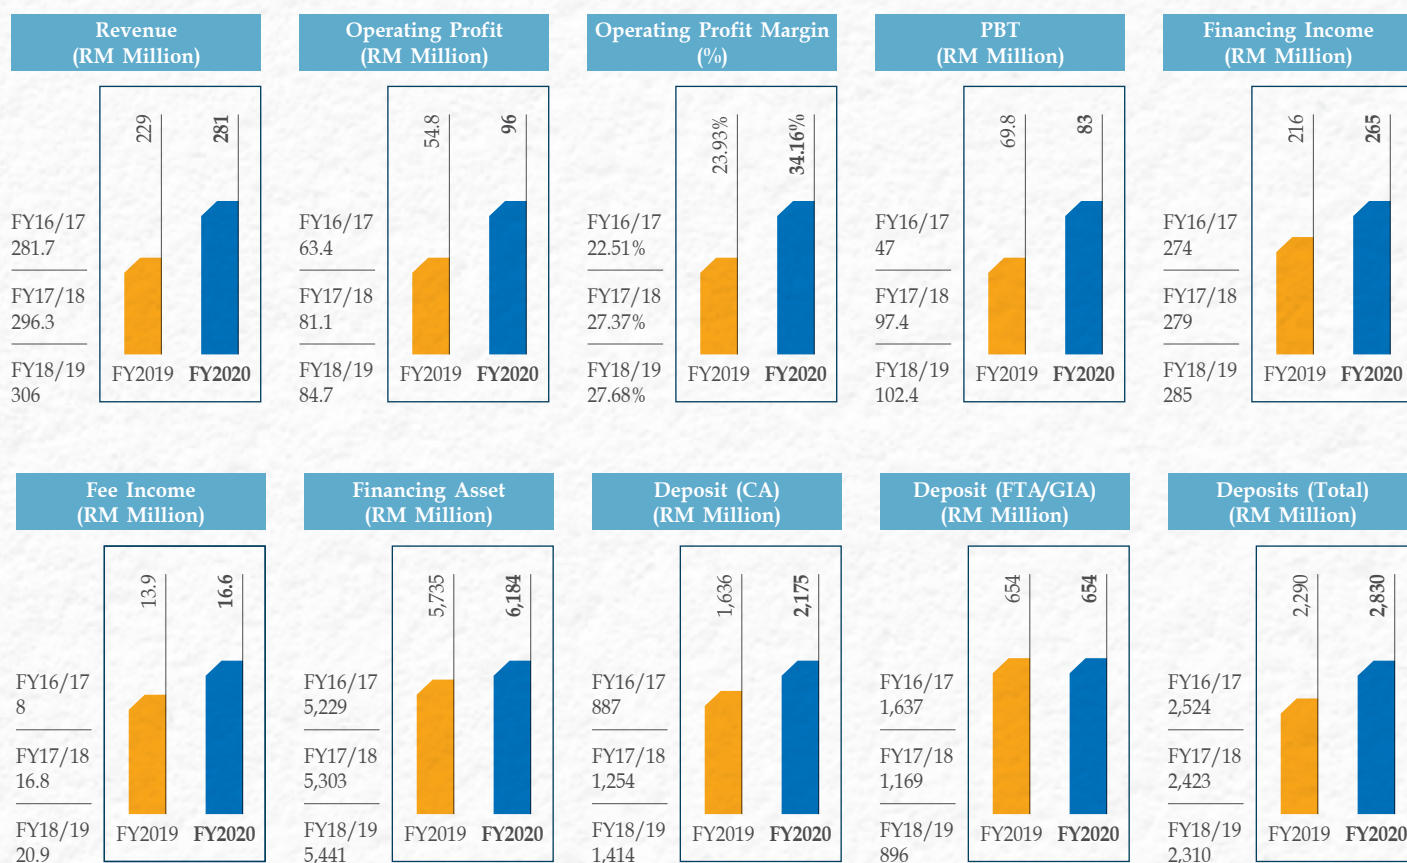 Revenue
(RM Million)
229
281
FY16/17
281.7
FY17/18
296.3
FY18/19
306
FY2019
FY2020
Operating Profit
(RM Million)
54.8
96
FY16/17
63.4
FY17/18
81.1
FY18/19
84.7
FY2019
FY2020
Operating Profit Margin
(%)
23.93%
34.16%
FY16/17
22.51%
FY17/18
27.37%
FY18/19
27.68%
FY2019
FY2020
PBT
(RM Million)
69.8
83
FY16/17
47
FY17/18
97.4
FY18/19
102.4
FY2019
FY2020
Financing Income
(RM Million)
216
265
FY16/17
274
FY17/18
279
FY18/19
285
FY2019
FY2020
Fee Income
(RM Million)
13.9
16.6
FY16/17
8
FY17/18
16.8
FY18/19
20.9
FY2019
FY2020
Financing Asset
(RM Million)
5,735
6,184
FY16/17
5,229
FY17/18
5,303
FY18/19
5,441
FY2019
FY2020
Deposit (CA)
(RM Million)
1,636
2,175
FY16/17
887
FY17/18
1,254
FY18/19
1,414
FY2019
FY2020
Deposit (FTA/GIA)
(RM Million)
654
654
FY16/17
1,637
FY17/18
1,169
FY18/19
896
FY2019
FY2020
Deposits (Total)
(RM Million)
2,290
2,830
FY16/17
2,524
FY17/18
2,423
FY18/19
2,310
FY2019
FY2020